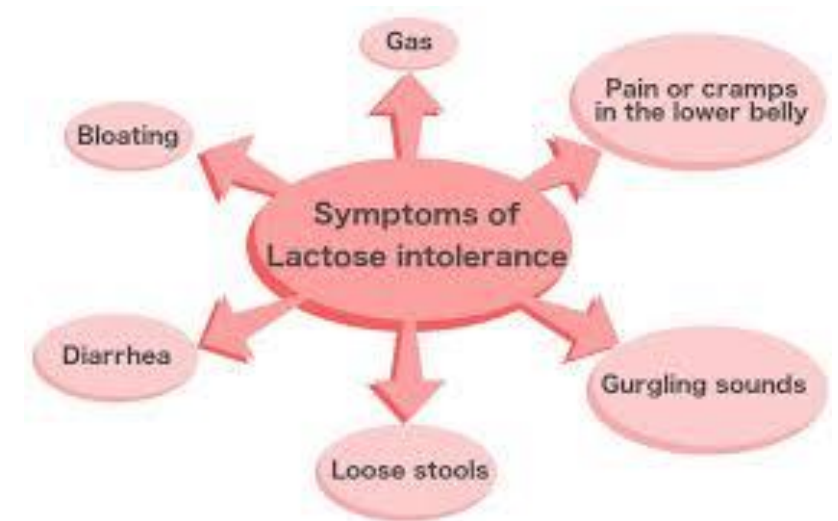 Gas
Pain or cramps
in the lower belly
Bloating
Symptoms of
Lactose intolerance
Diarrhea
Gurgling sounds
Loose stools